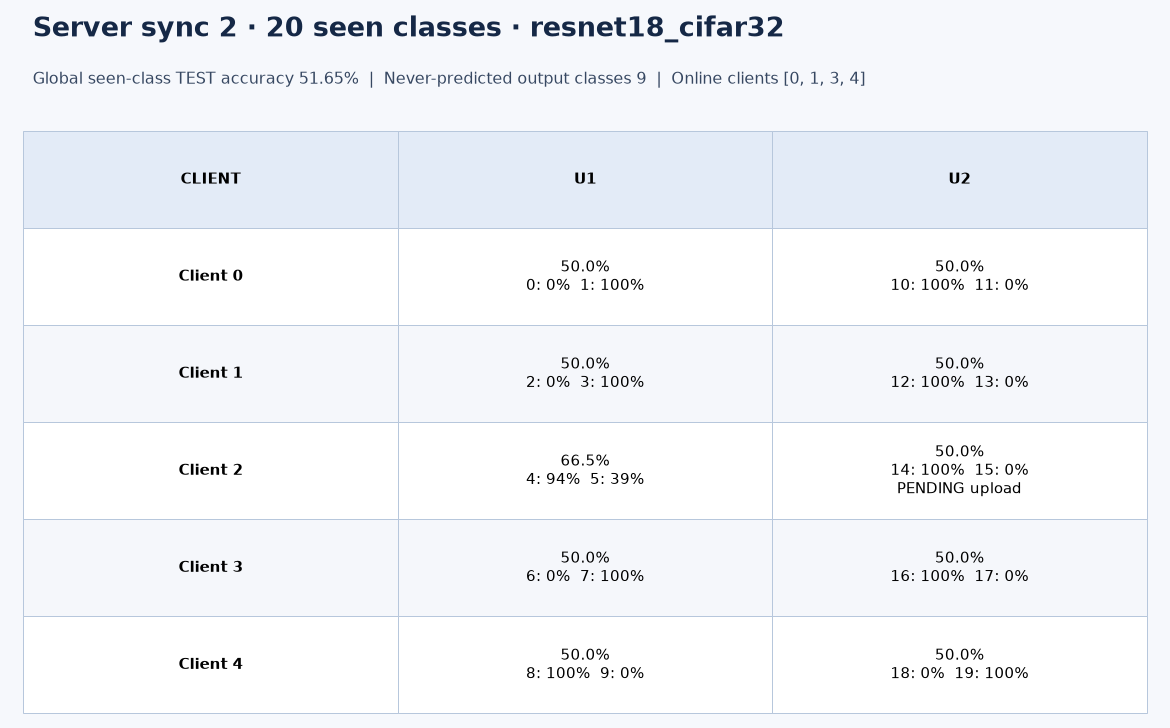 Server sync 2 · 20 seen classes · resnet18_cifar32
Global seen-class TEST accuracy 51.65%  |  Never-predicted output classes 9  |  Online clients [0, 1, 3, 4]
CLIENT
U1
U2
Client 0
50.0%
0: 0%  1: 100%
50.0%
10: 100%  11: 0%
Client 1
50.0%
2: 0%  3: 100%
50.0%
12: 100%  13: 0%
Client 2
66.5%
4: 94%  5: 39%
50.0%
14: 100%  15: 0%
PENDING upload
Client 3
50.0%
6: 0%  7: 100%
50.0%
16: 100%  17: 0%
Client 4
50.0%
8: 100%  9: 0%
50.0%
18: 0%  19: 100%